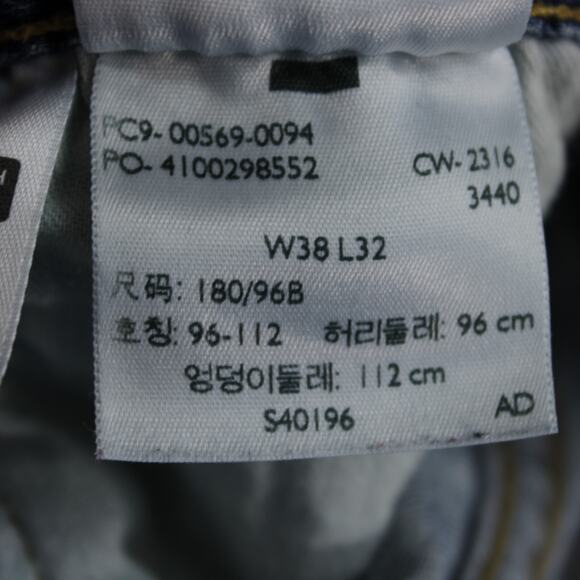 PC9-00569-0094
PO-4100298552 CW-2316
3440
W38 L32
尺码: 180/96B
호칭: 96-112 허리둘레: 96 cm
엉덩이둘레: 112 cm
S40196 AD